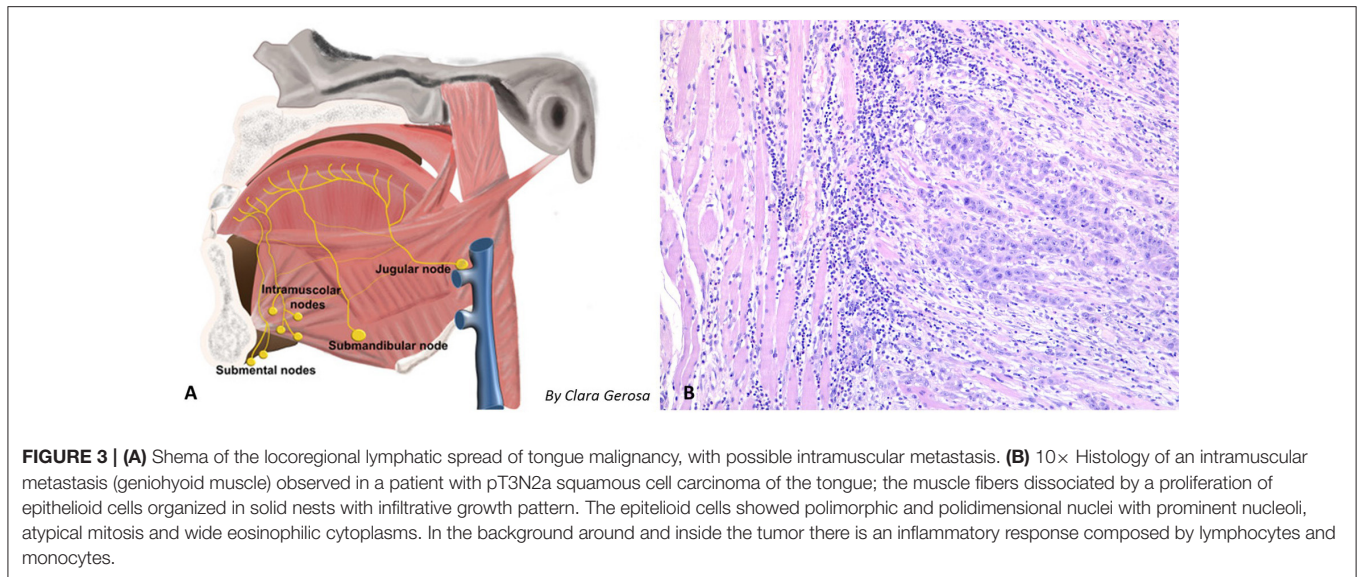 Jugular node
Intramuscolar
nodes
Submandibular node
Submental nodes
A
By Clara Gerosa
B
FIGURE 3 | (A) Shema of the locoregional lymphatic spread of tongue malignancy, with possible intramuscular metastasis. (B) 10× Histology of an intramuscular
metastasis (geniohyoid muscle) observed in a patient with pT3N2a squamous cell carcinoma of the tongue; the muscle fibers dissociated by a proliferation of
epithelioid cells organized in solid nests with infiltrative growth pattern. The epitelioid cells showed polimorphic and polidimensional nuclei with prominent nucleoli,
atypical mitosis and wide eosinophilic cytoplasms. In the background around and inside the tumor there is an inflammatory response composed by lymphocytes and
monocytes.